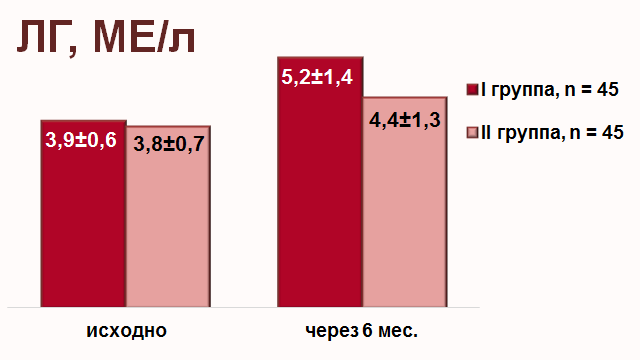 ЛГ, МЕ/л
5,2±1,4
I группа, n = 45
4,4±1,3
II группа, n = 45
3,9±0,6
3,8±0,7
исходно
через 6 мес.